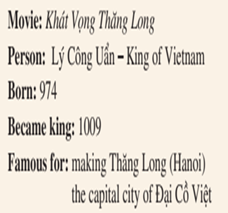 Movie: Khát Vọng Thăng Long
Person: Lý Công Uẩn – King of Vietnam
Born: 974
Became king: 1009
Famous for: making Thăng Long (Hanoi)
the capital city of Đại Cồ Việt